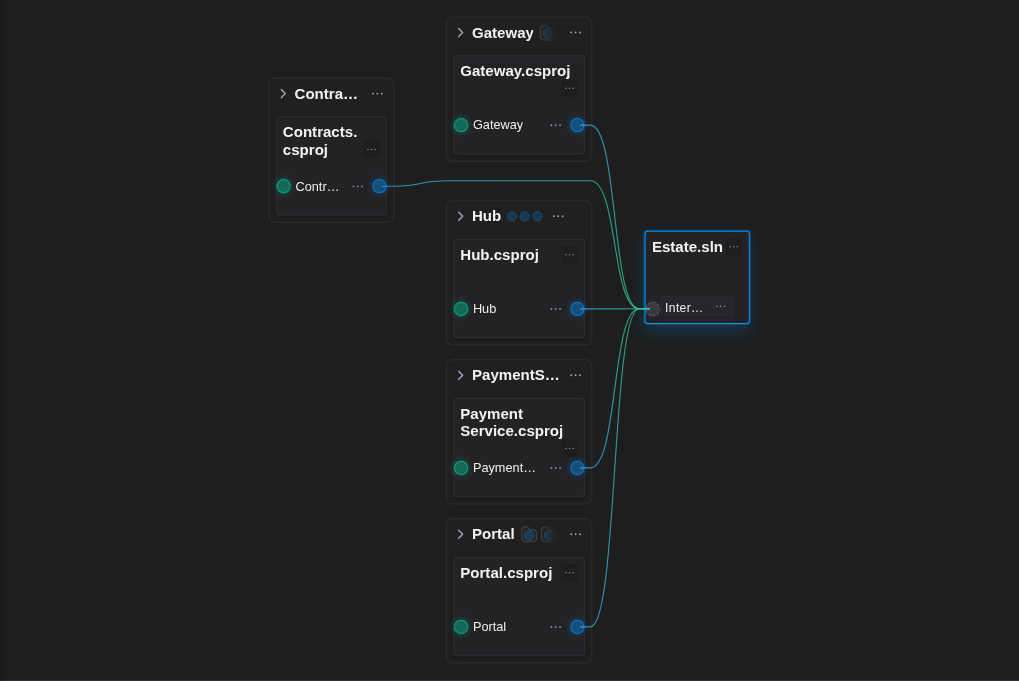 Contra...
Contracts.
csproj
Contr...
Gateway
Gateway.csproj
Gateway
Hub
Hub.csproj
Hub
PaymentS...
Payment
Service.csproj
Payment...
Portal
Portal.csproj
Portal
Estate.sln
Inter...